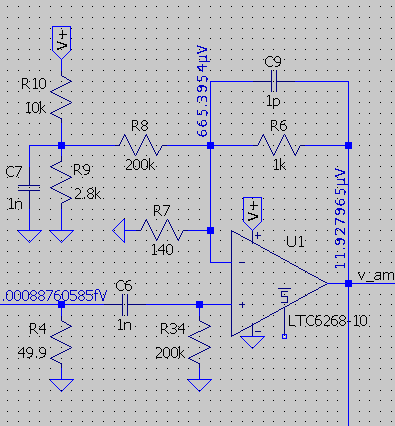 V+
R10
10k
C7
1n
R9
2.8k
R8
200k
665.3954µV
C9
1p
R6
1k
R7
140
V+
U1
+
−
+
−
LTC6268-10
11.927965µV
v_am
.00088760585fV
C6
1n
R4
49.9
R34
200k